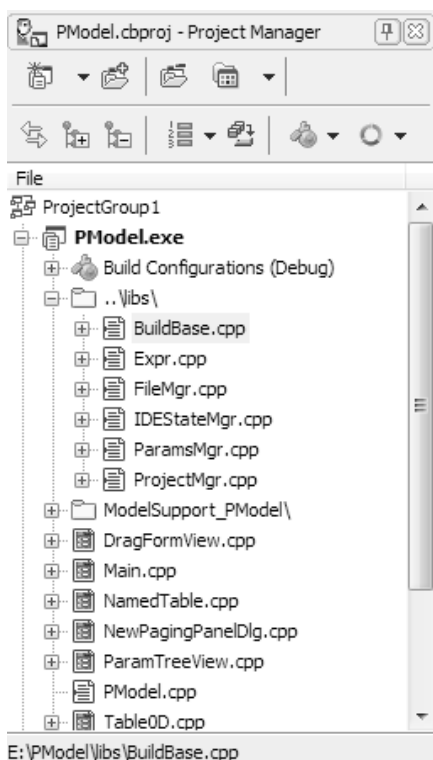 PModel.cbproj - Project Manager
File
ProjectGroup1
PModel.exe
Build Configurations (Debug)
..\libs\
BuildBase.cpp
Expr.cpp
FileMgr.cpp
IDEStateMgr.cpp
ParamsMgr.cpp
ProjectMgr.cpp
ModelSupport_PModel\
DragFormView.cpp
Main.cpp
NamedTable.cpp
NewPagingPanelDlg.cpp
ParamTreeView.cpp
PModel.cpp
Table0D.cpp
E:\PModel\libs\BuildBase.cpp